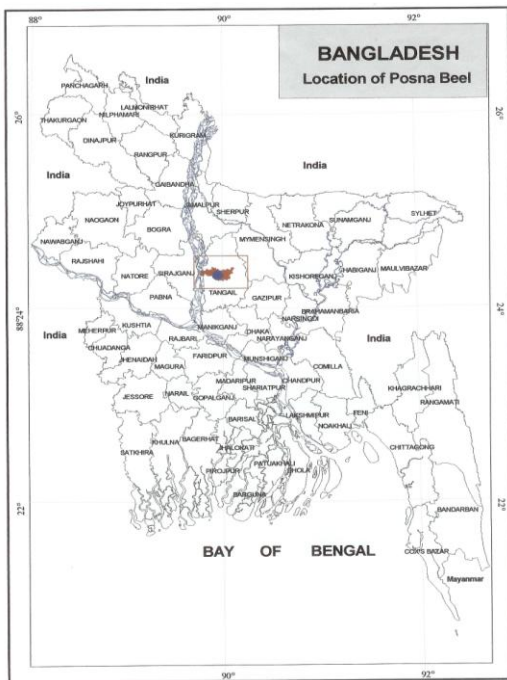 88°
90°
92°
BANGLADESH
Location of Posna Beel
India
PANCHAGARH
LALMONIRHAT
NILPHAMARI
THAKURGAON
26°
26°
KURIGRAM
DINAJPUR
RANGPUR
India
India
GAIBANDHA
JOYPURHAT
JAMALPUR
SHERPUR
NAOGAON
NETRAKONA
SUNAMGANJ
SYLHET
BOGRA
MYMENSINGH
NAWABGANJ
RAJSHAHI
NATORE
SIRAJGANJ
KISHOREGANJ
HABIGANJ
MAULVIBAZAR
TANGAIL
PABNA
GAZIPUR
24°
88°24°
BRAHAMANBARIA
NARSINGDI
India
MEHERPUR
KUSHTIA
MANIKGANJ
DHAKA
India
RAJBARI
NARAYANGANJ
CHUADANGA
JHENAIDAH
FARIDPUR
MUNSHIGANJ
MAGURA
COMILLA
MADARIPUR
CHANDPUR
KHAGRACHHARI
SHARIATPUR
JESSORE
NARAIL
GOPALGANJ
RANGAMATI
BARISAL
LAKSHMIPUR
FENI
NOAKHALI
KHULNA
BAGERHAT
JHALOKATI
CHITTAGONG
SATKHIRA
PIROJPUR
PATUAKHALI
BHOLA
BARGUNA
22°
22°
BANDARBAN
BAY OF BENGAL
COX'S BAZAR
Mayanmar
90°
92°